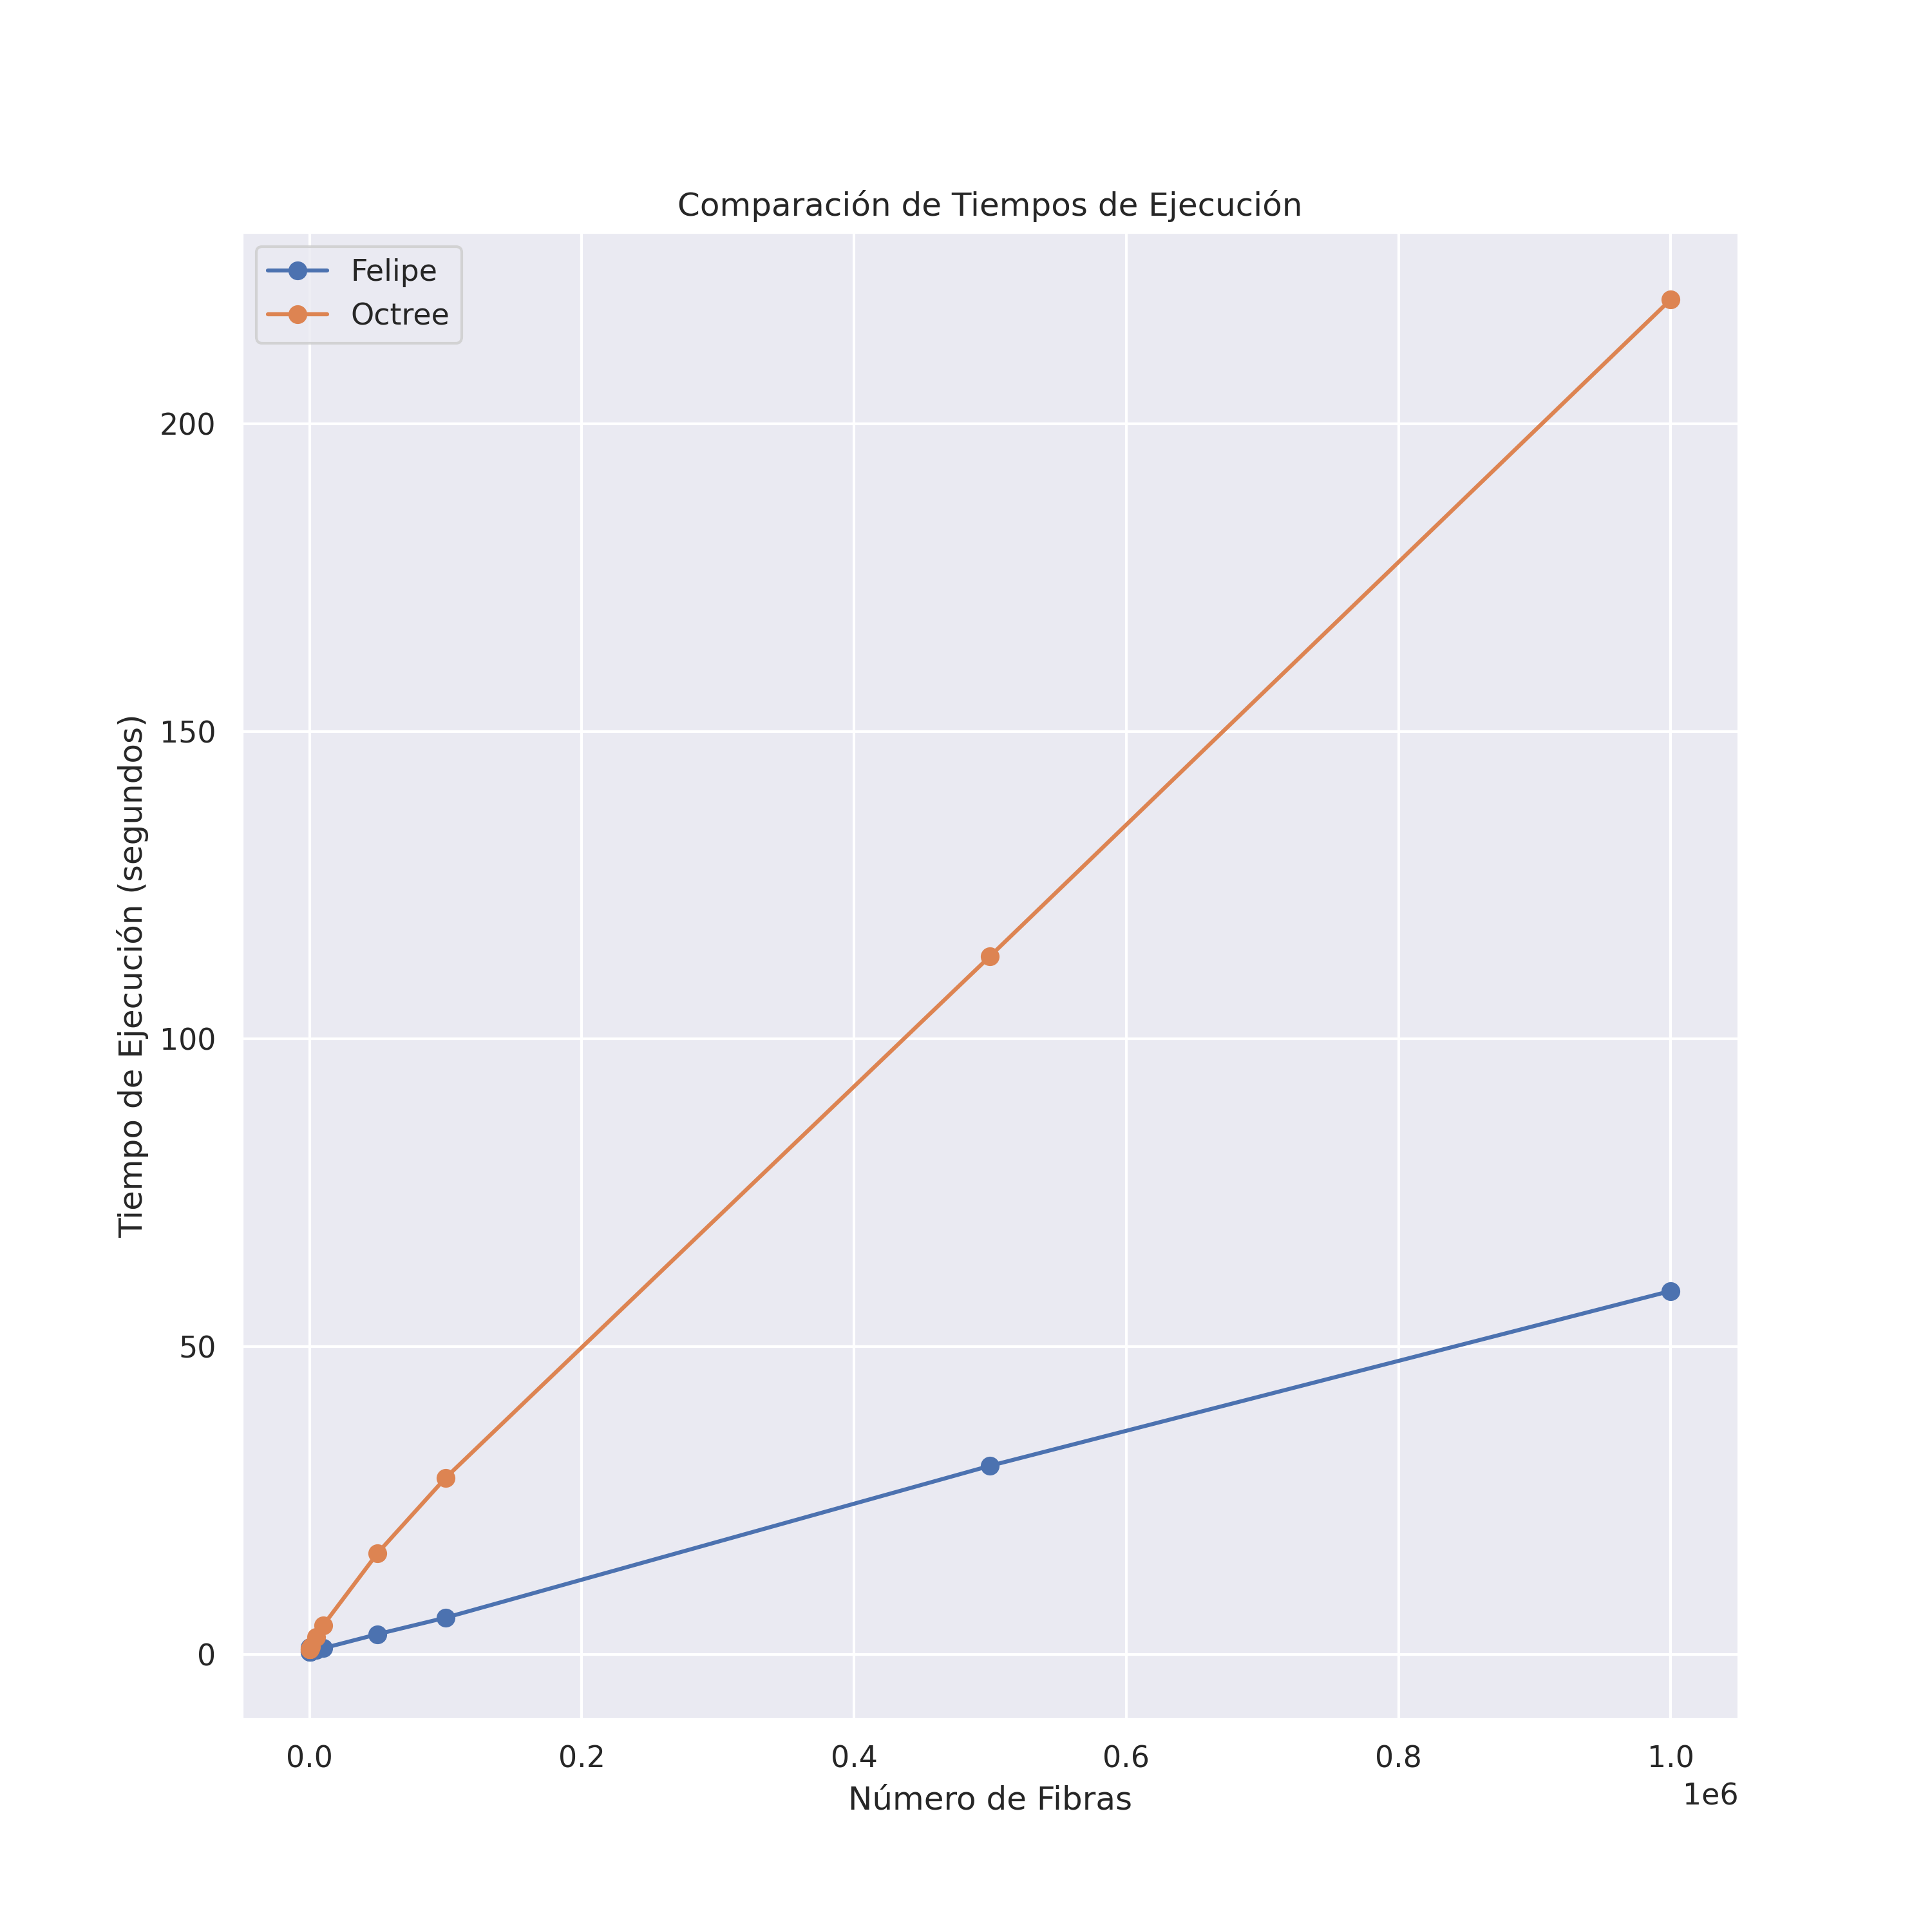 Comparación de Tiempos de Ejecución
Felipe
Octree
Tiempo de Ejecución (segundos)
200
150
100
50
0
0.0 0.2 0.4 0.6 0.8 1.0
1e6
Número de Fibras